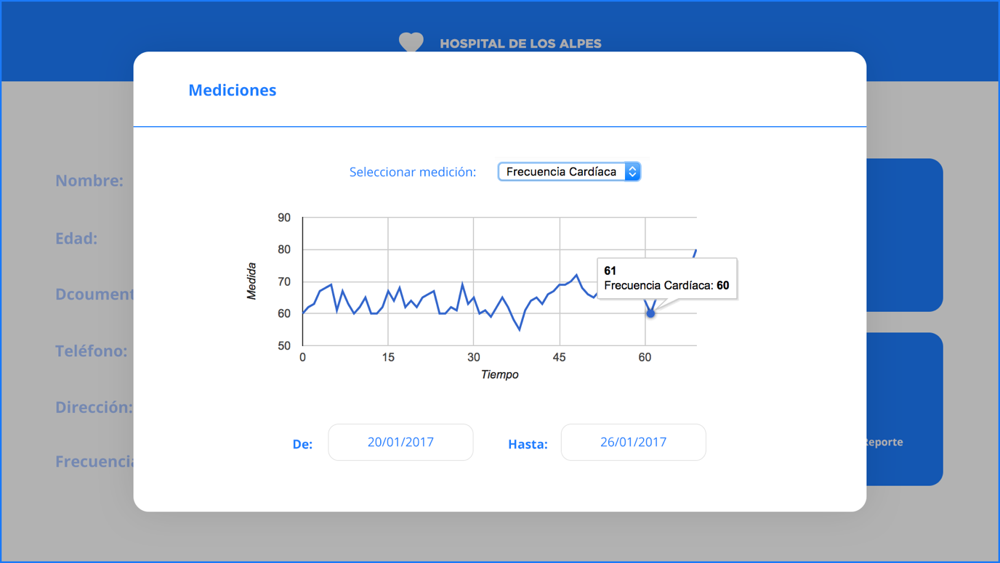 HOSPITAL DE LOS ALPES
Mediciones
Seleccionar medición: Frecuencia Cardíaca
Nombre:
Edad:
Dcoument
Teléfono:
Dirección:
Frecuencia
90
80
70
60
50
Medida
61
Frecuencia Cardíaca: 60
0 15 30 45 60
Tiempo
De: 20/01/2017 Hasta: 26/01/2017
Reporte